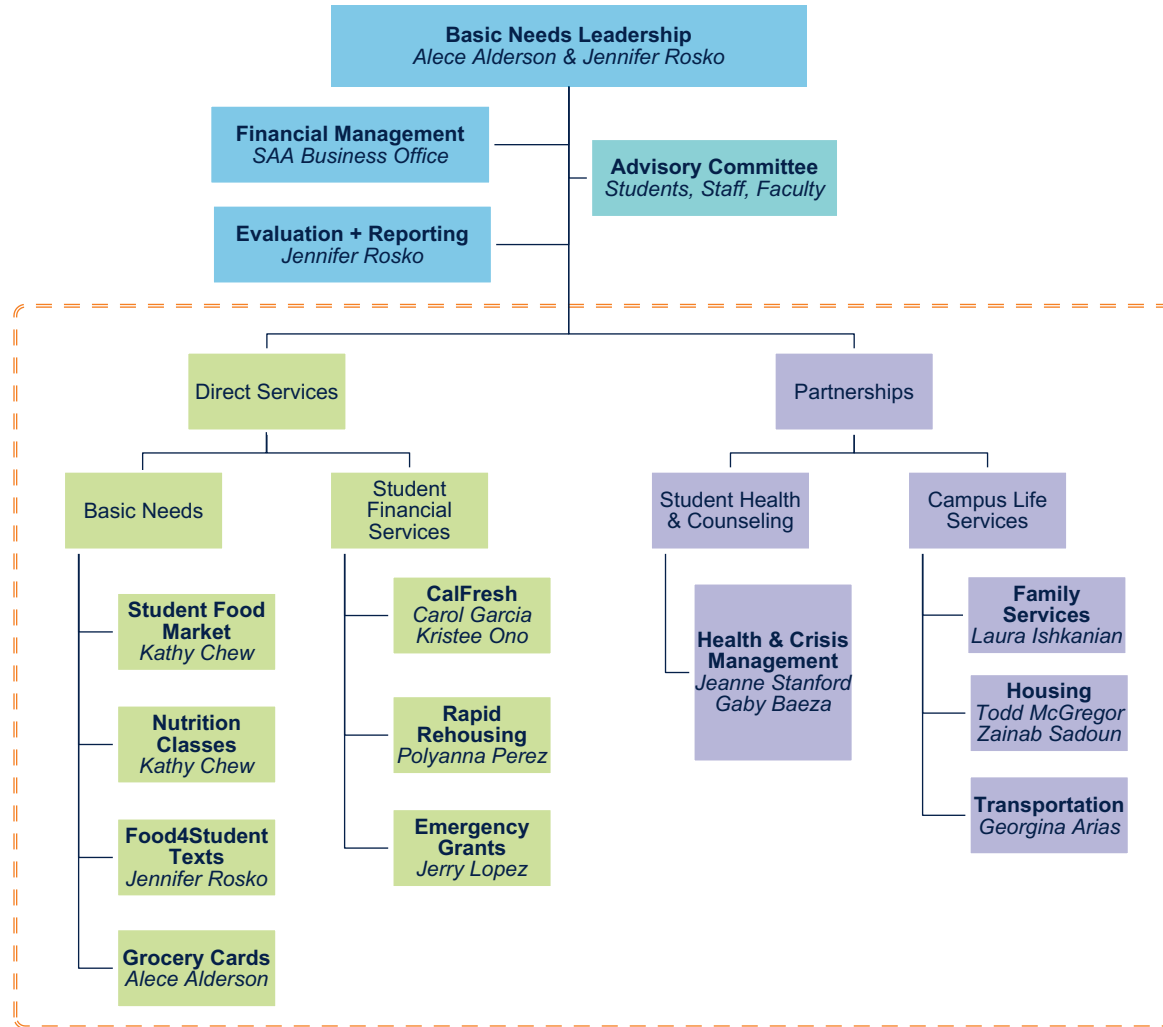 Basic Needs Leadership
Alece Alderson & Jennifer Rosko
Financial Management
SAA Business Office
Advisory Committee
Students, Staff, Faculty
Evaluation + Reporting
Jennifer Rosko
Direct Services
Partnerships
Basic Needs
Student
Financial
Services
Student Health
& Counseling
Campus Life
Services
Student Food
Market
Kathy Chew
Nutrition
Classes
Kathy Chew
Food4Student
Texts
Jennifer Rosko
Grocery Cards
Alece Alderson
CalFresh
Carol Garcia
Kristee Ono
Rapid
Rehousing
Polyanna Perez
Emergency
Grants
Jerry Lopez
Health & Crisis
Management
Jeanne Stanford
Gaby Baeza
Family
Services
Laura Ishkanian
Housing
Todd McGregor
Zainab Sadoun
Transportation
Georgina Arias